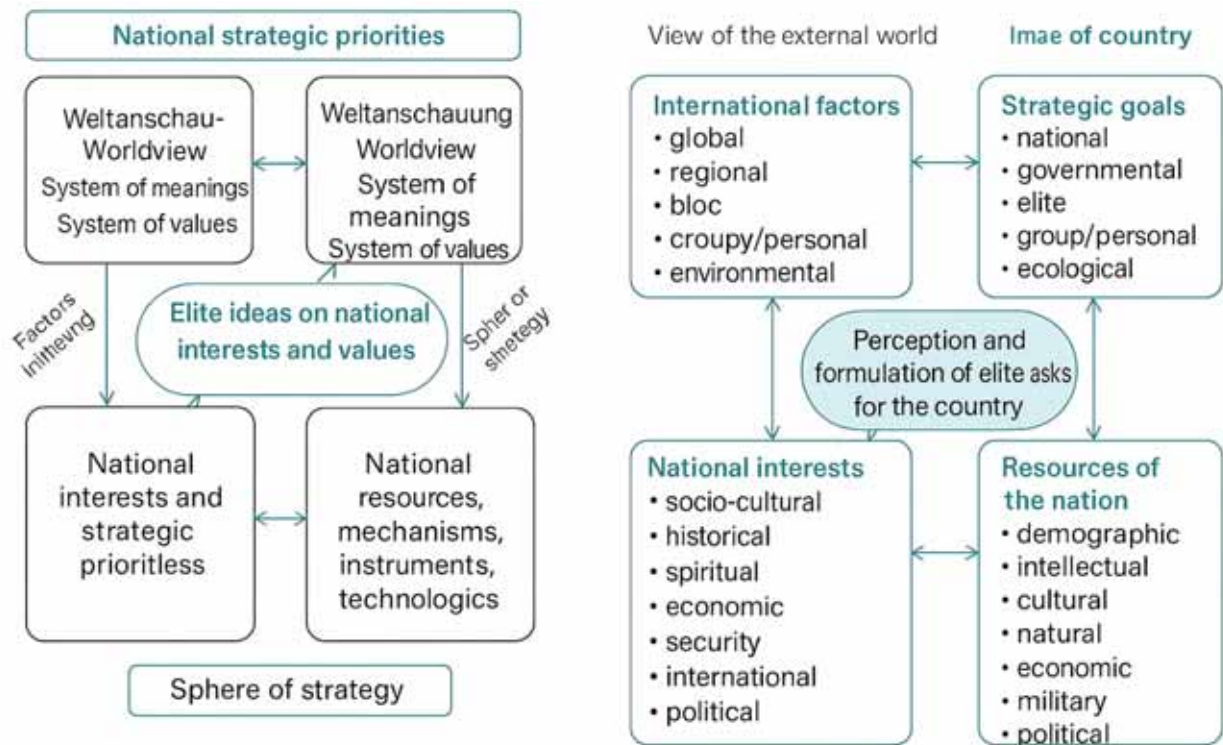 National strategic priorities
Weltanschau-
Worldview
System of meanings
System of values
Weltanschauung
Worldview
System of
meanings
System of values
Factors
Inithevng
Elite ideas on national
interests and values
Spher or
smetegy
National
interests and
strategic
prioritless
National
resources,
mechanisms,
instruments,
technologics
Sphere of strategy
View of the external world
Imae of country
International factors
• global
• regional
• bloc
• croupy/personal
• environmental
Strategic goals
• national
• governmental
• elite
• group/personal
• ecological
Perception and
formulation of elite asks
for the country
National interests
• socio-cultural
• historical
• spiritual
• economic
• security
• international
• political
Resources of
the nation
• demographic
• intellectual
• cultural
• natural
• economic
• military
• political